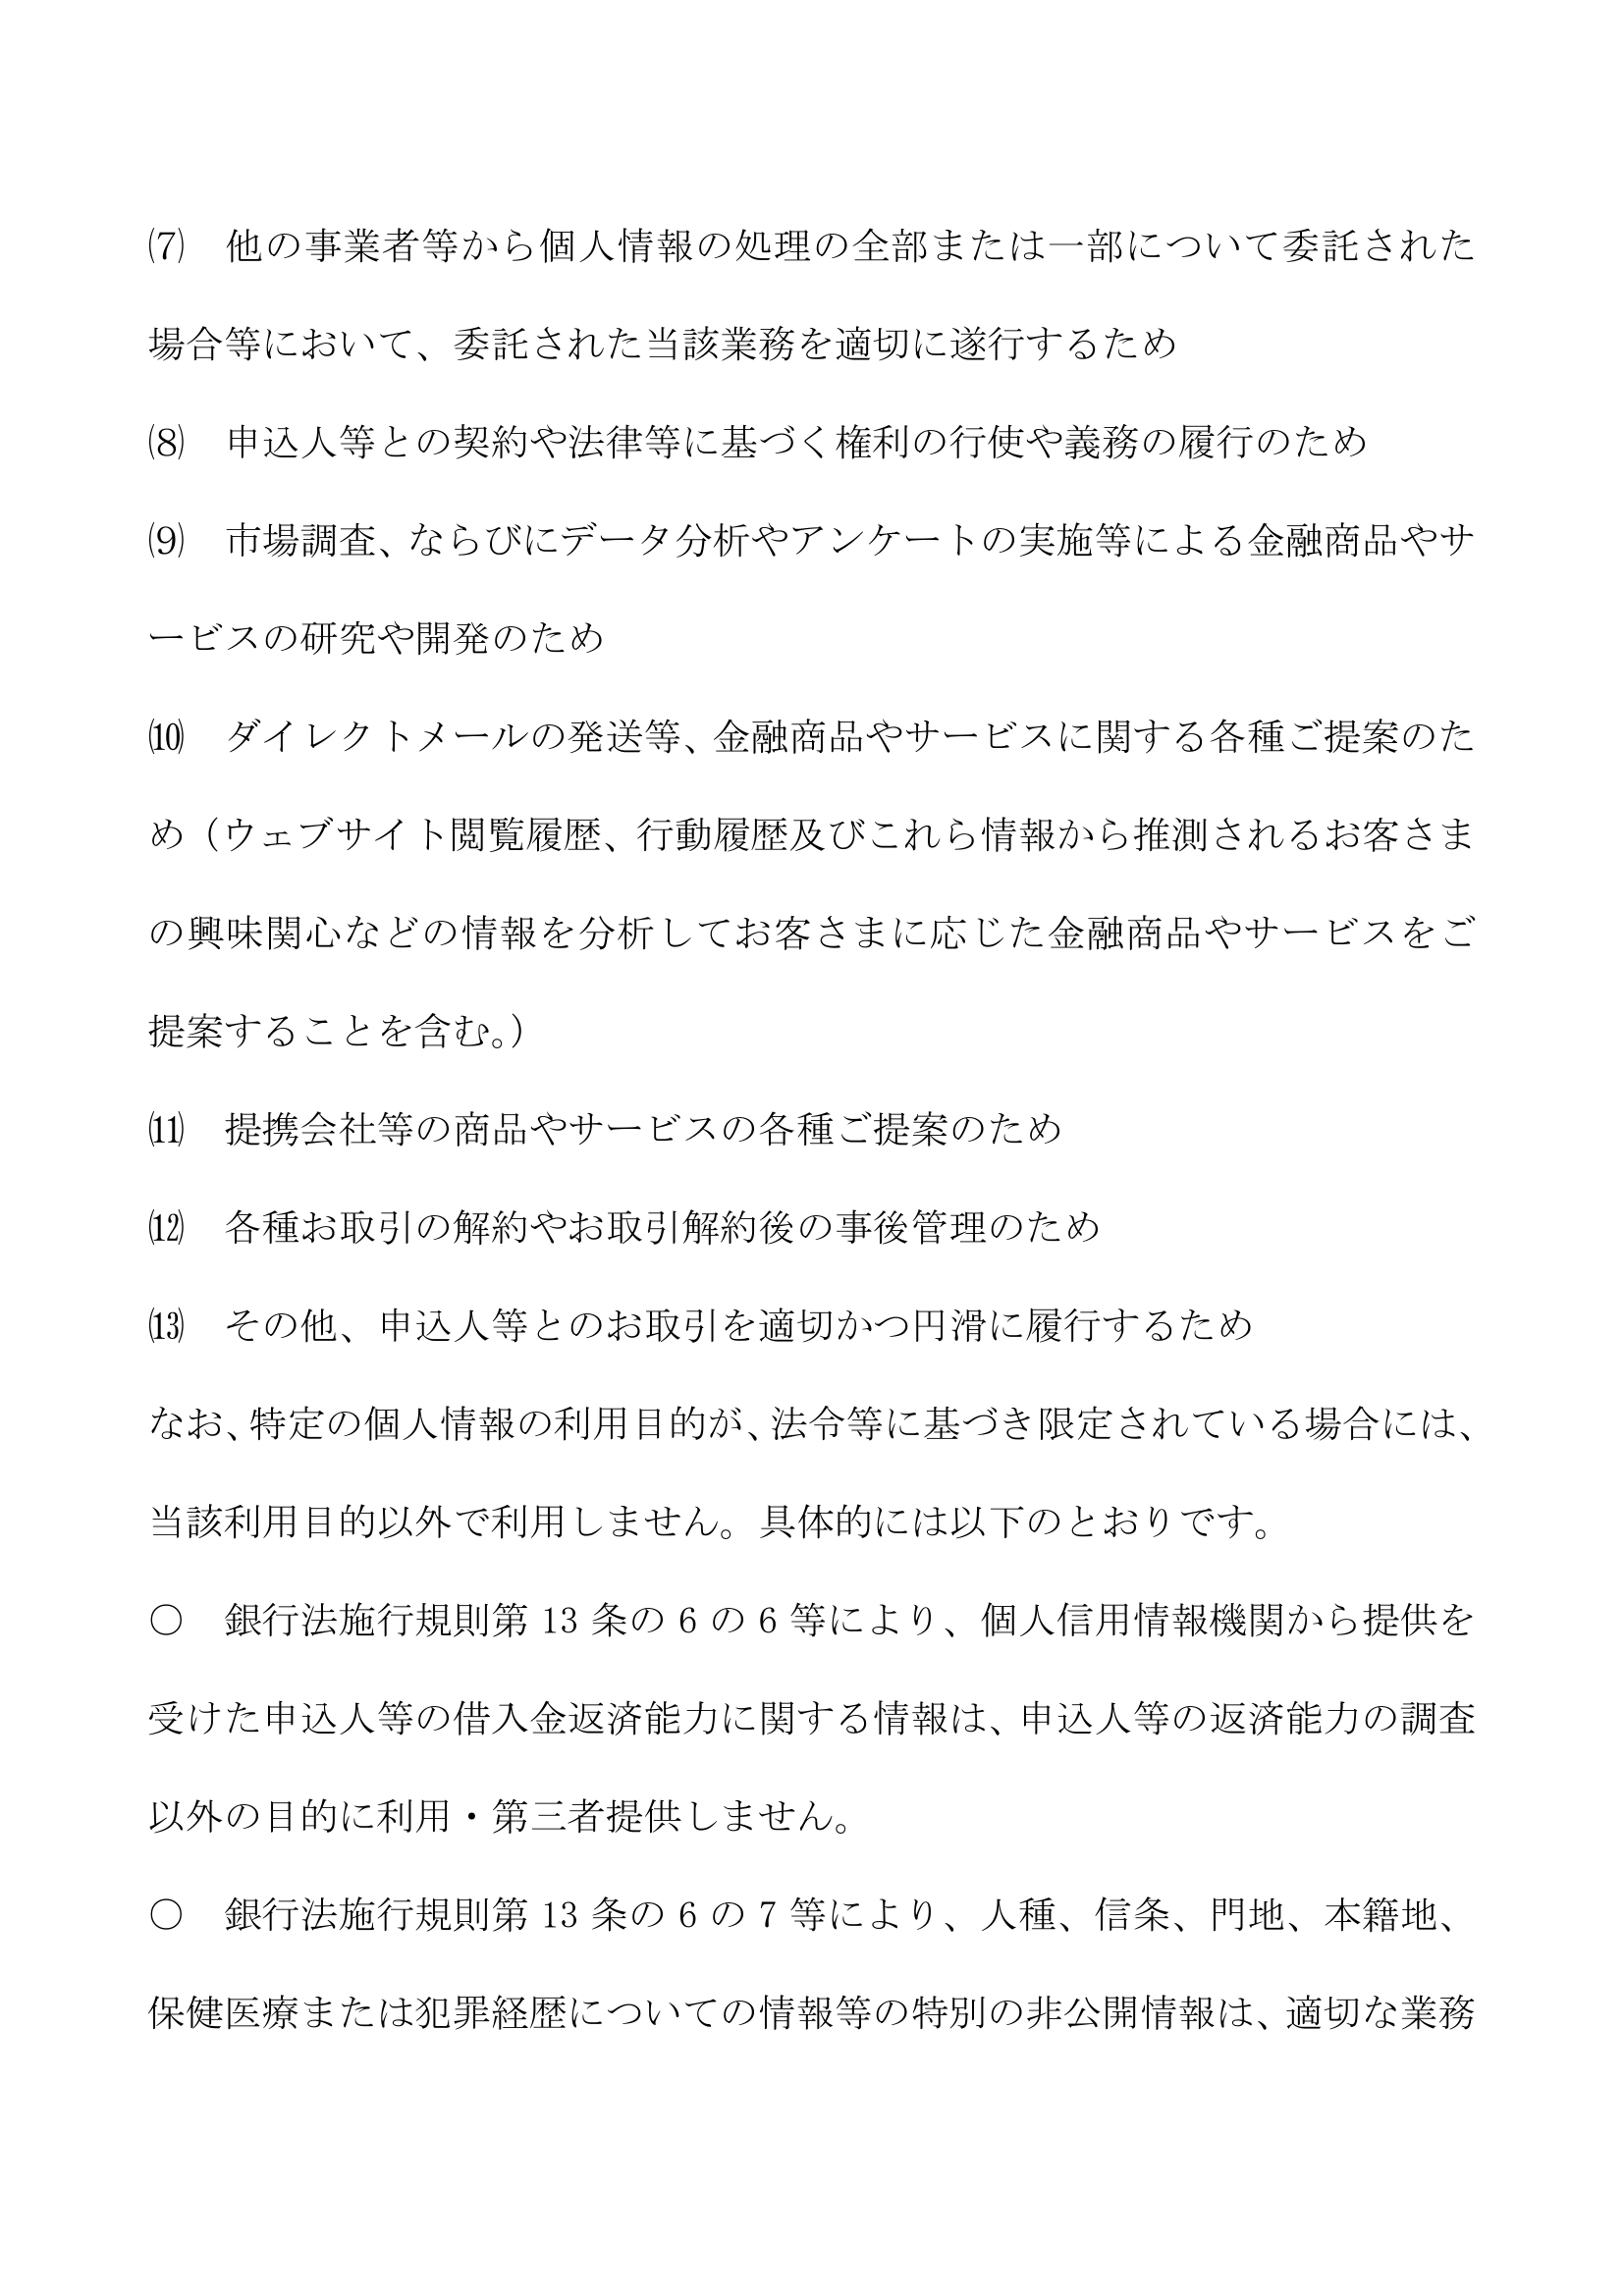 ⑺　他の事業者等から個人情報の処理の全部または一部について委託された
場合等において、委託された当該業務を適切に遂行するため
⑻　申込人等との契約や法律等に基づく権利の行使や義務の履行のため
⑼　市場調査、ならびにデータ分析やアンケートの実施等による金融商品やサ
ービスの研究や開発のため
⑽　ダイレクトメールの発送等、金融商品やサービスに関する各種ご提案のた
め（ウェブサイト閲覧履歴、行動履歴及びこれら情報から推測されるお客さま
の興味関心などの情報を分析してお客さまに応じた金融商品やサービスをご
提案することを含む。）
⑾　提携会社等の商品やサービスの各種ご提案のため
⑿　各種お取引の解約やお取引解約後の事後管理のため
⒀　その他、申込人等とのお取引を適切かつ円滑に履行するため
なお、特定の個人情報の利用目的が、法令等に基づき限定されている場合には、
当該利用目的以外で利用しません。具体的には以下のとおりです。
○　銀行法施行規則第 13 条の 6 の 6 等により、個人信用情報機関から提供を
受けた申込人等の借入金返済能力に関する情報は、申込人等の返済能力の調査
以外の目的に利用・第三者提供しません。
○　銀行法施行規則第 13 条の 6 の 7 等により、人種、信条、門地、本籍地、
保健医療または犯罪経歴についての情報等の特別の非公開情報は、適切な業務